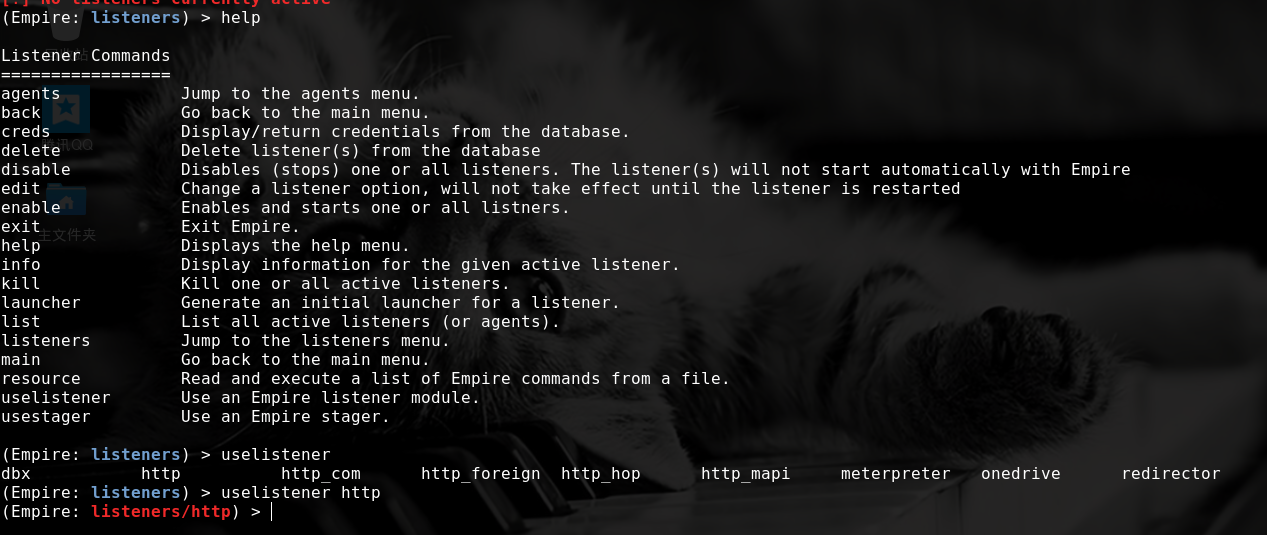 [!] No listeners currently active
(Empire: listeners) > help
Listener Commands
=================
agents Jump to the agents menu.
back Go back to the main menu.
creds Display/return credentials from the database.
delete Delete listener(s) from the database
disable Disables (stops) one or all listeners. The listener(s) will not start automatically with Empire
edit Change a listener option, will not take effect until the listener is restarted
enable Enables and starts one or all listners.
exit Exit Empire.
help Displays the help menu.
info Display information for the given active listener.
kill Kill one or all active listeners.
launcher Generate an initial launcher for a listener.
list List all active listeners (or agents).
listeners Jump to the listeners menu.
main Go back to the main menu.
resource Read and execute a list of Empire commands from a file.
uselistener Use an Empire listener module.
usestager Use an Empire stager.
(Empire: listeners) > uselistener
dbx http http_com http_foreign http_hop http_mapi meterpreter onedrive redirector
(Empire: listeners) > uselistener http
(Empire: listeners/http) >
主文件夹